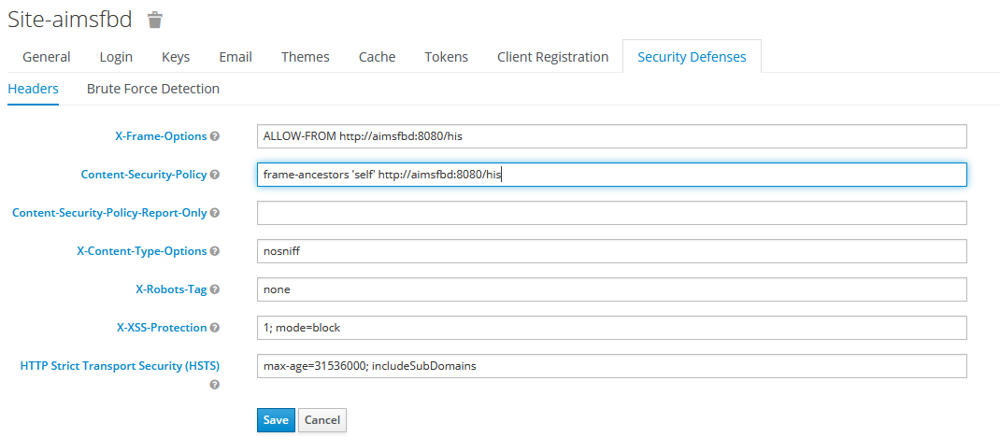 Site-aimsfbd
General Login Keys Email Themes Cache Tokens Client Registration Security Defenses
Headers Brute Force Detection
X-Frame-Options ALLOW-FROM http://aimsfbd:8080/his
Content-Security-Policy frame-ancestors 'self' http://aimsfbd:8080/his
Content-Security-Policy-Report-Only
X-Content-Type-Options nosniff
X-Robots-Tag none
X-XSS-Protection 1; mode=block
HTTP Strict Transport Security (HSTS) max-age=31536000; includeSubDomains
Save Cancel